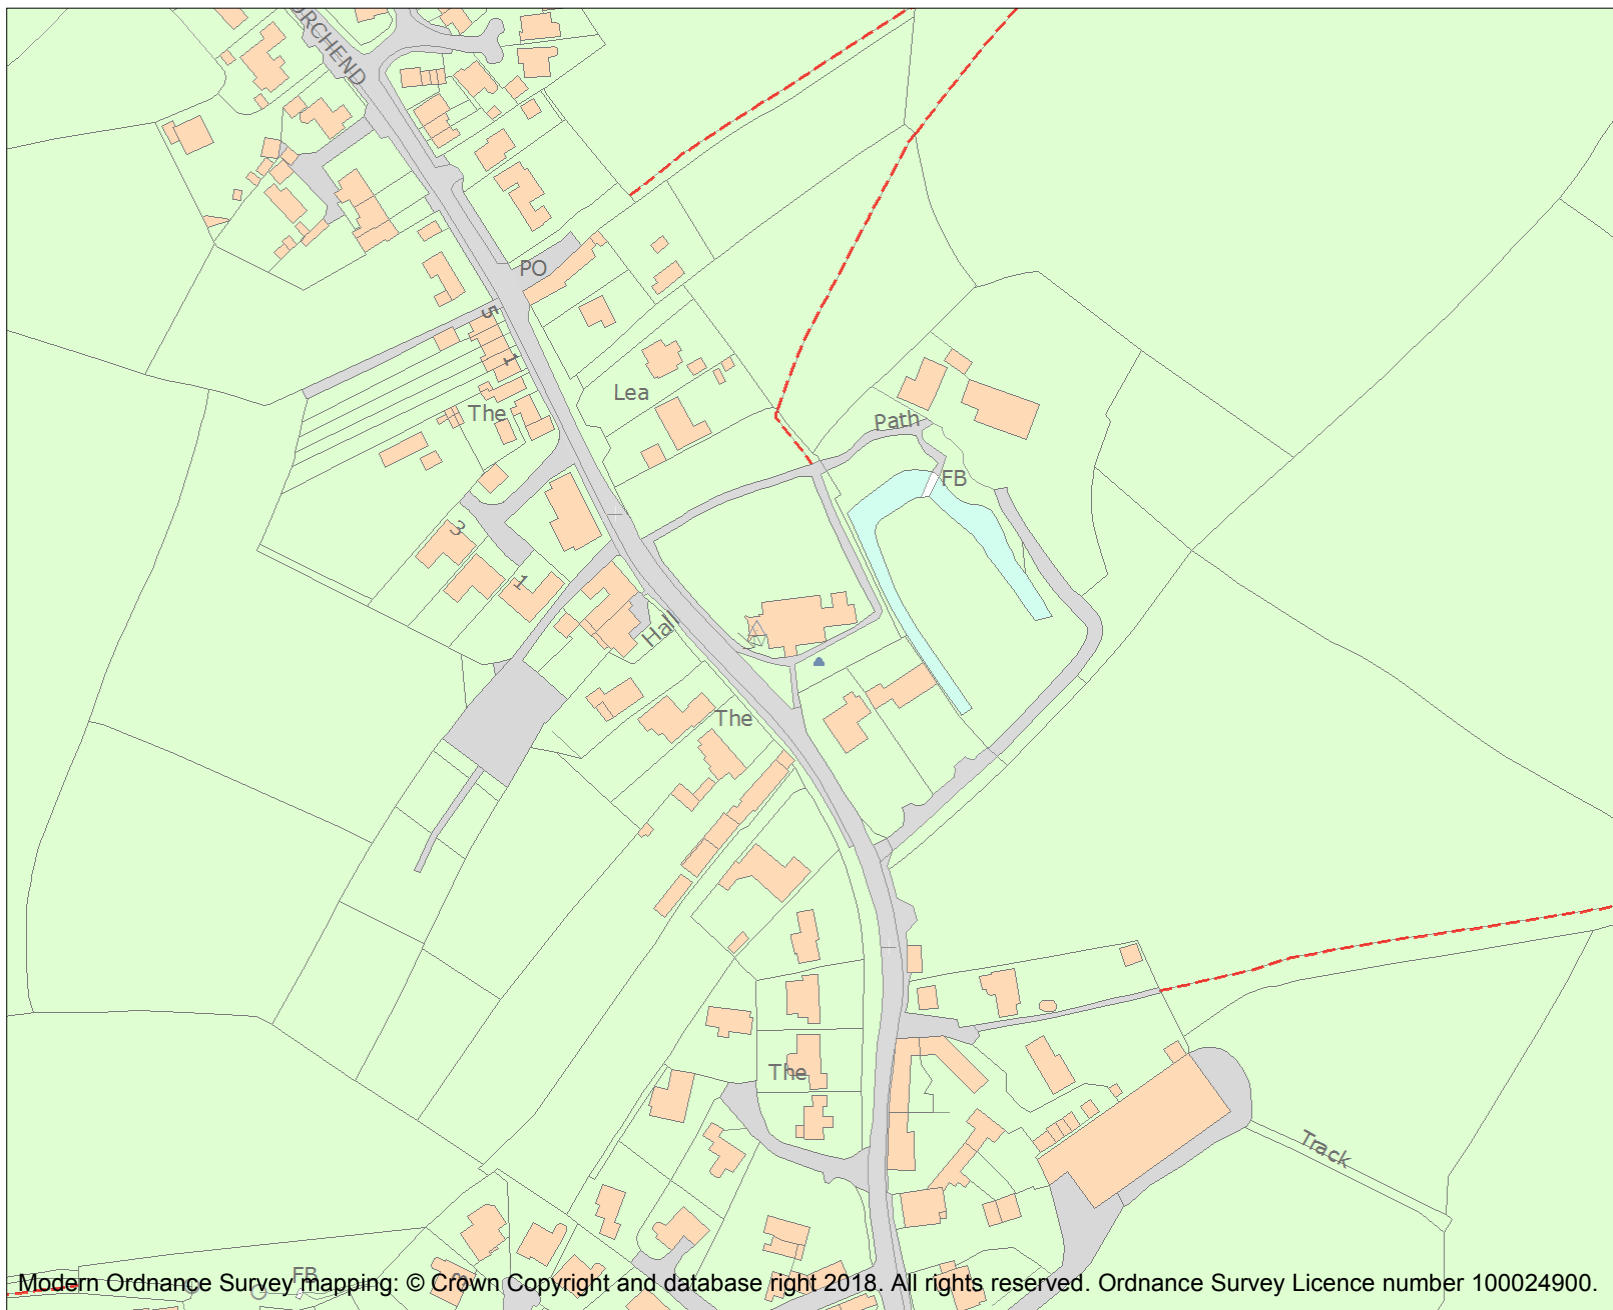 PO
5
1
Lea
The
Path
FB
3
1
Hall
The
The
Track
FB
Modern Ordnance Survey mapping: © Crown Copyright and database right 2018. All rights reserved. Ordnance Survey Licence number 100024900.